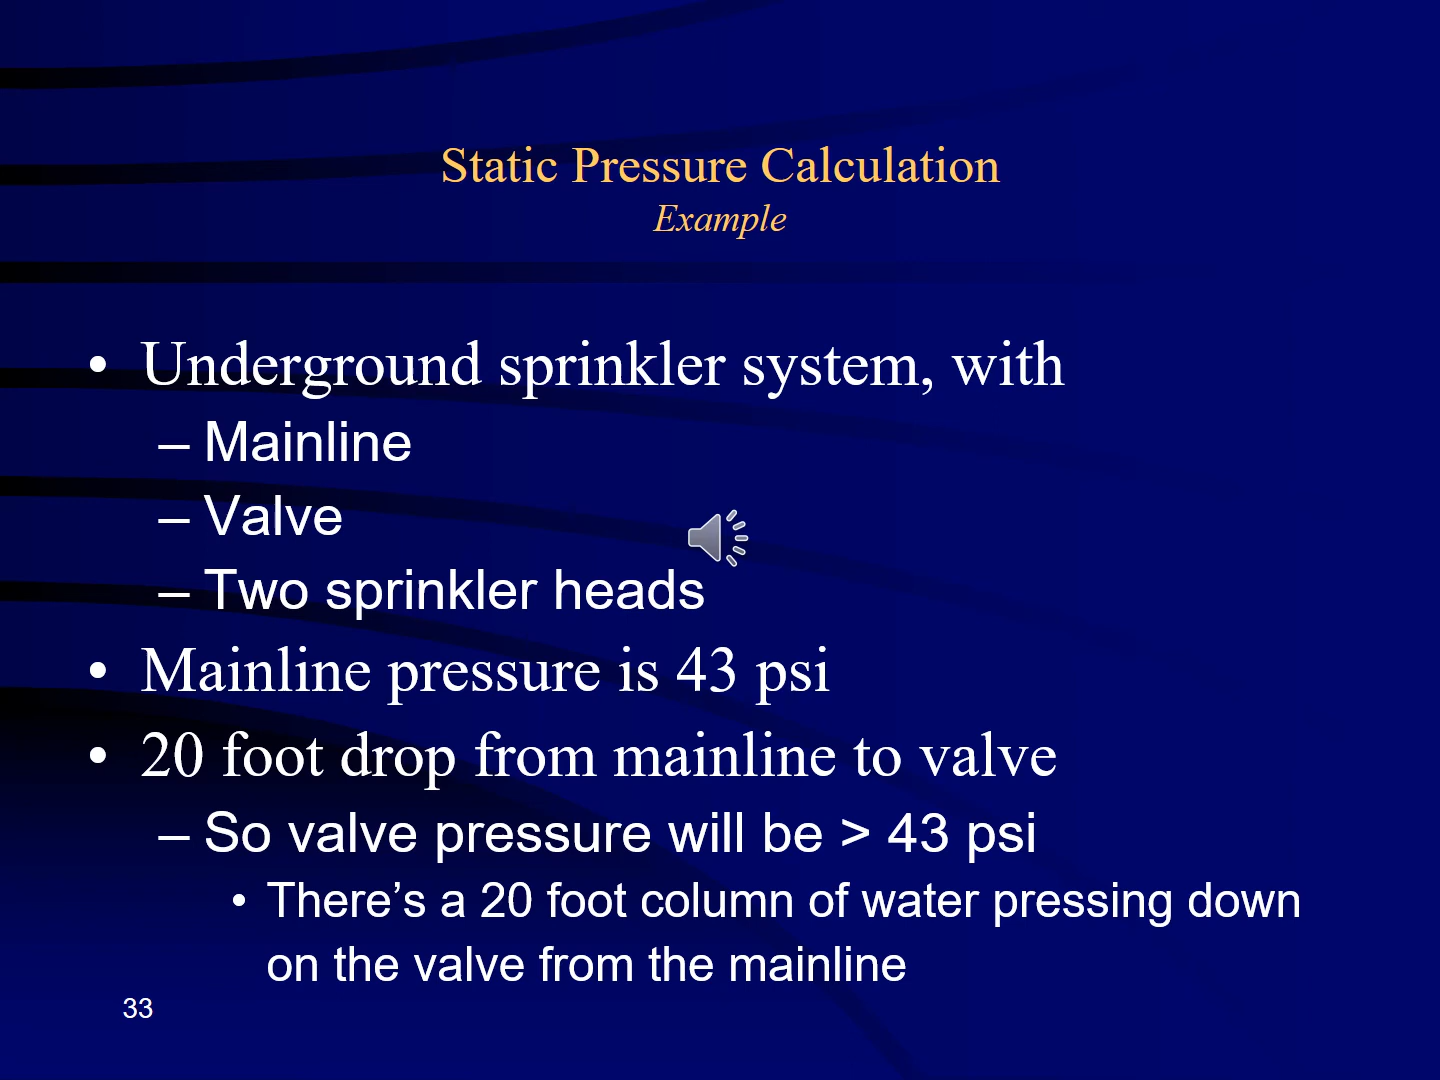 Static Pressure Calculation
Example
• Underground sprinkler system, with
– Mainline
– Valve
– Two sprinkler heads
• Mainline pressure is 43 psi
• 20 foot drop from mainline to valve
– So valve pressure will be > 43 psi
• There’s a 20 foot column of water pressing down
on the valve from the mainline
33